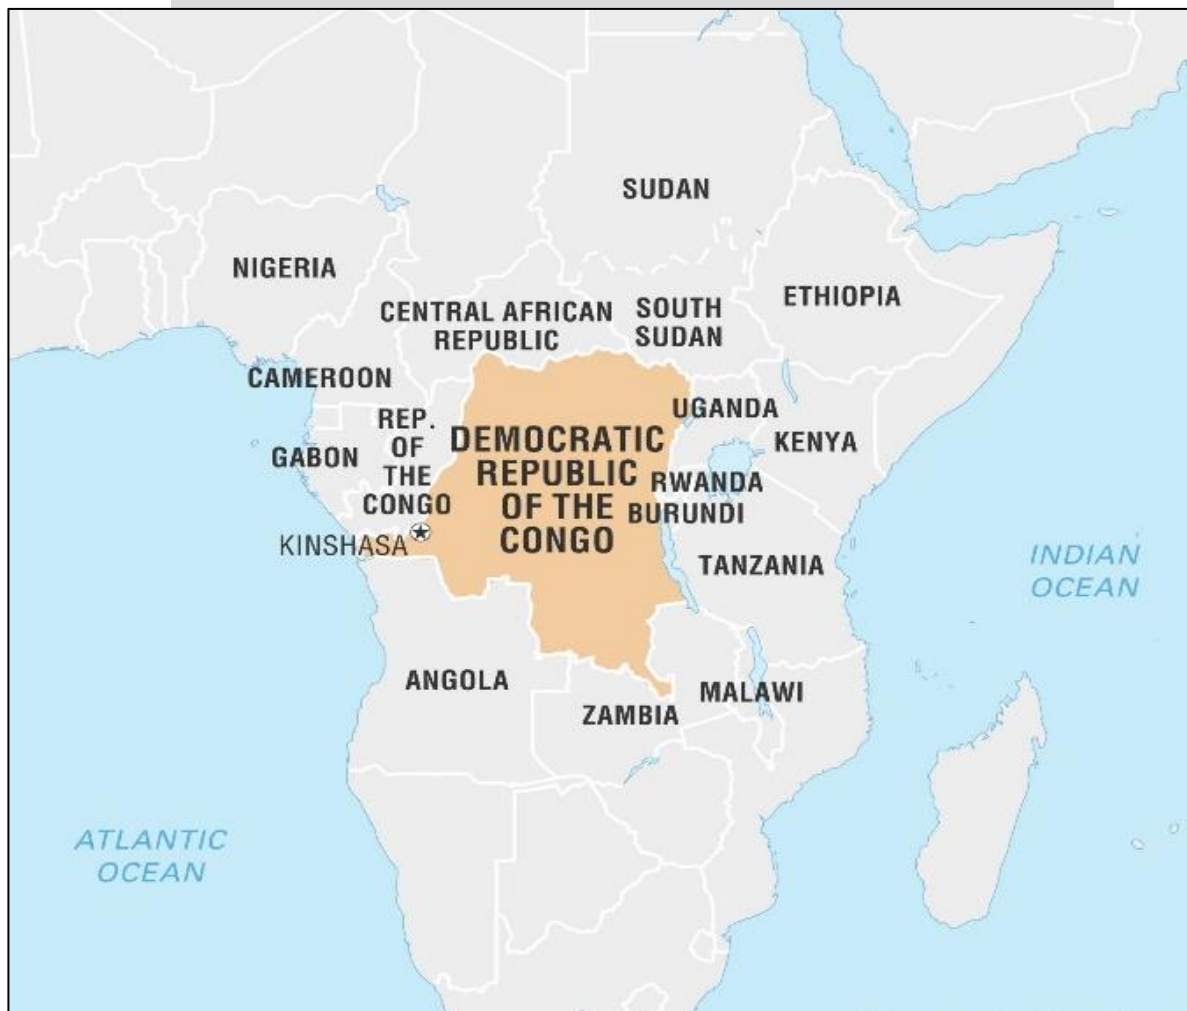 SUDAN
NIGERIA
ETHIOPIA
CENTRAL AFRICAN
REPUBLIC
SOUTH
SUDAN
CAMEROON
UGANDA
REP.
OF
THE
CONGO
DEMOCRATIC
REPUBLIC
OF THE
CONGO
KENYA
GABON
RWANDA
BURUNDI
KINSHASA
TANZANIA
INDIAN
OCEAN
ANGOLA
MALAWI
ZAMBIA
ATLANTIC
OCEAN